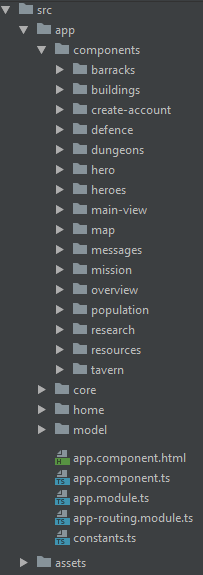 src
app
components
barracks
buildings
create-account
defence
dungeons
hero
heroes
main-view
map
messages
mission
overview
population
research
resources
tavern
core
home
model
app.component.html
app.component.ts
app.module.ts
app-routing.module.ts
constants.ts
assets